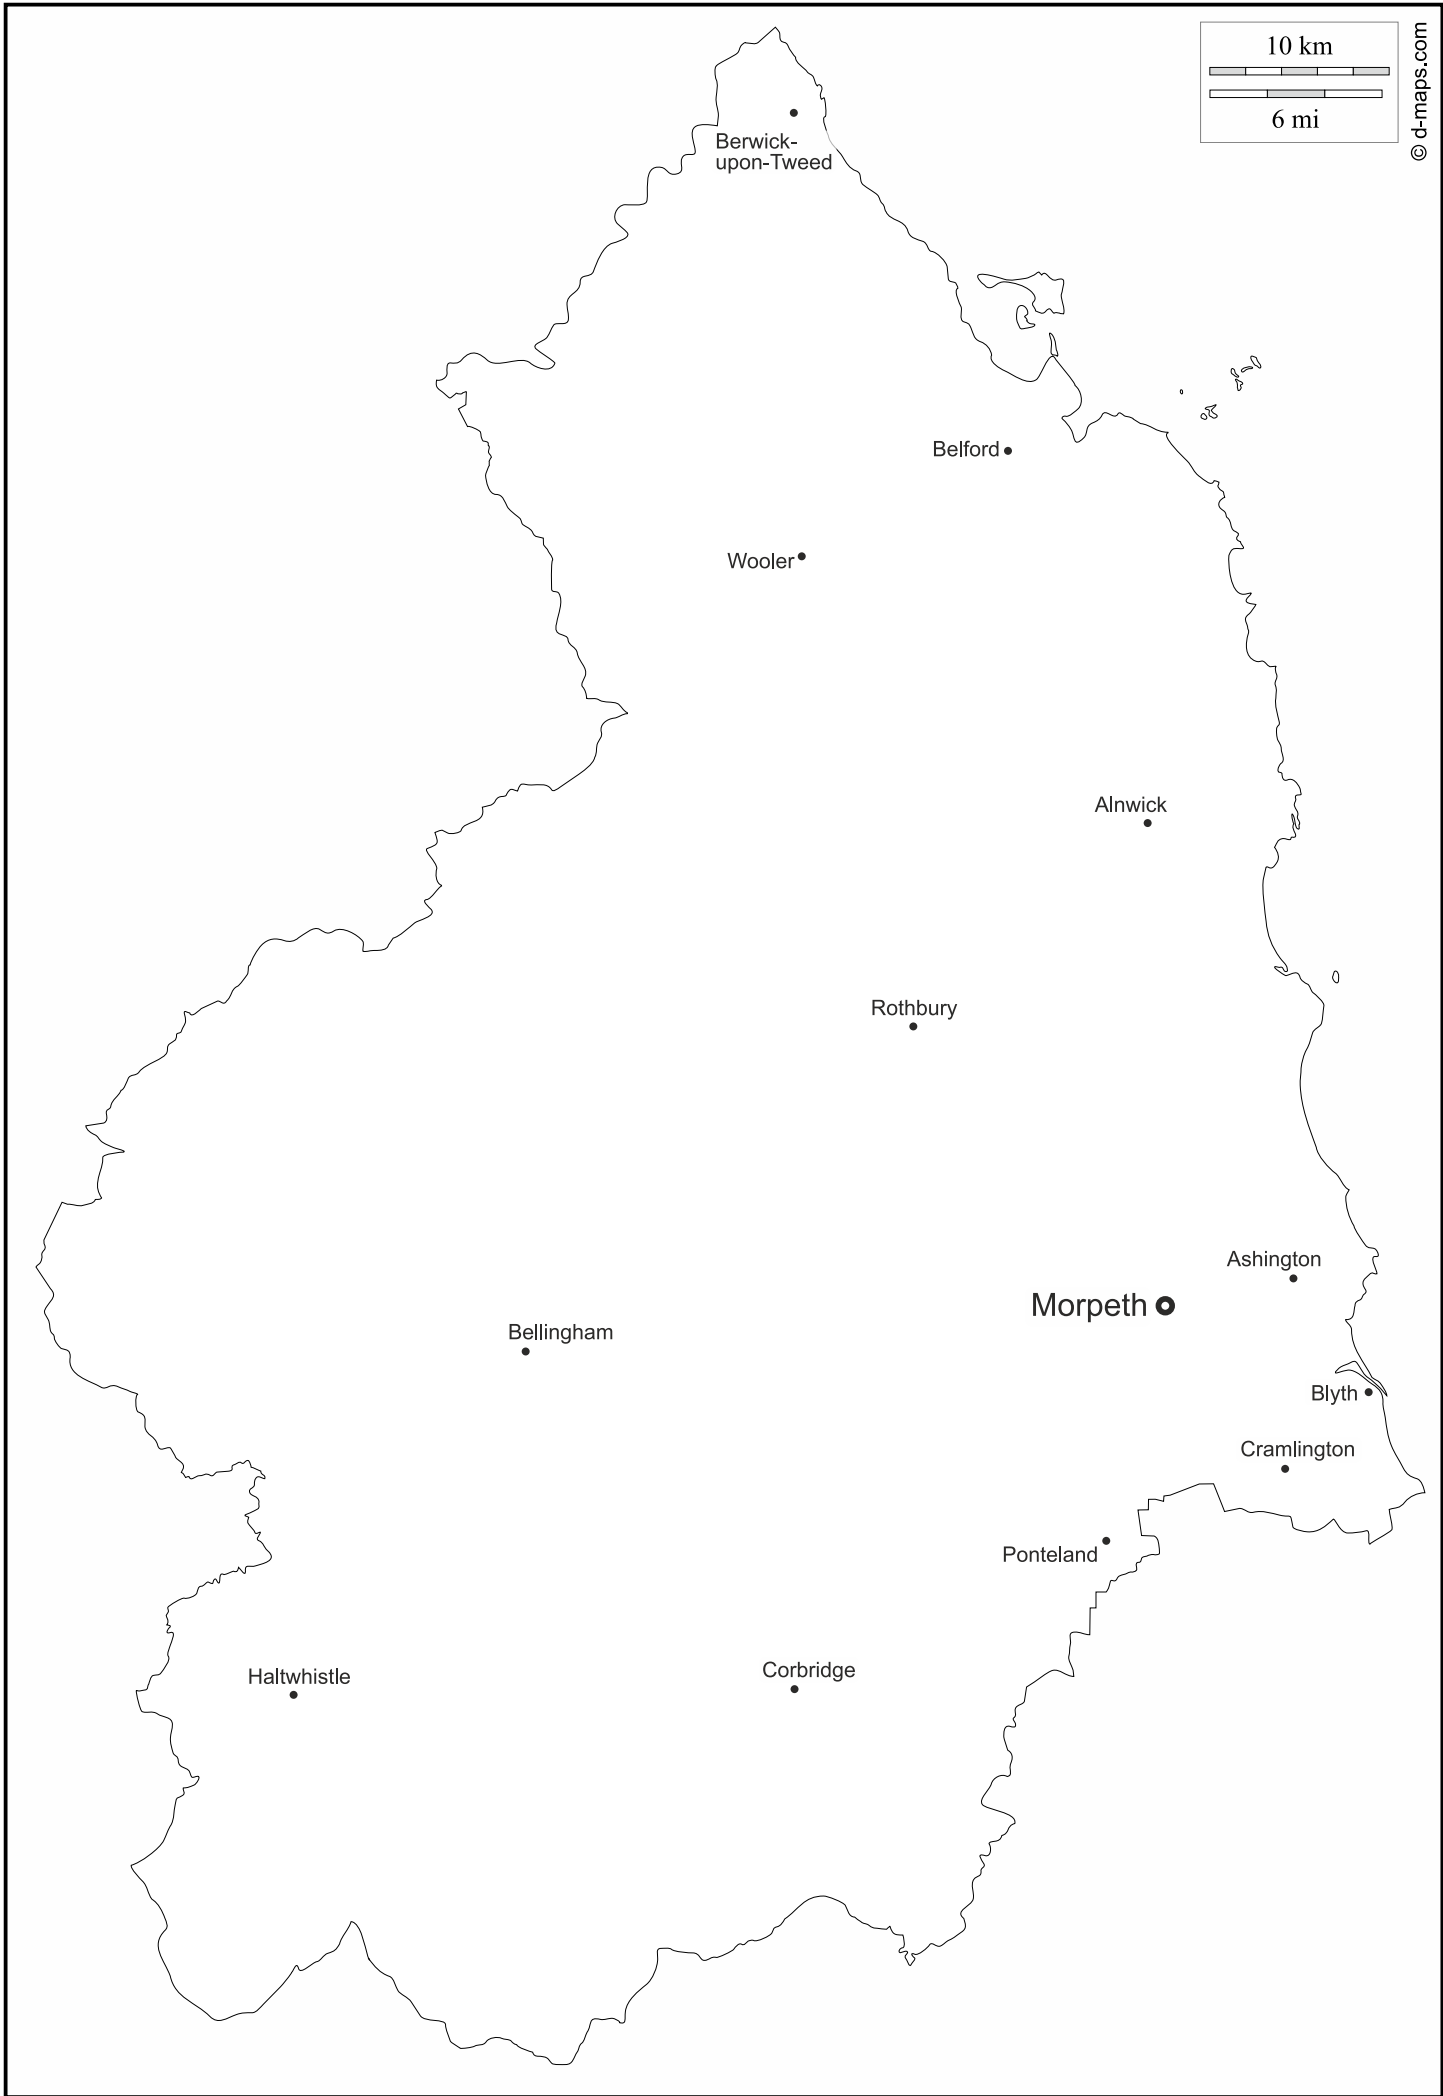 10 km
6 mi
© d-maps.com
Berwick-
upon-Tweed
Belford
Wooler
Alnwick
Rothbury
Ashington
Morpeth
Bellingham
Blyth
Cramlington
Ponteland
Corbridge
Haltwhistle